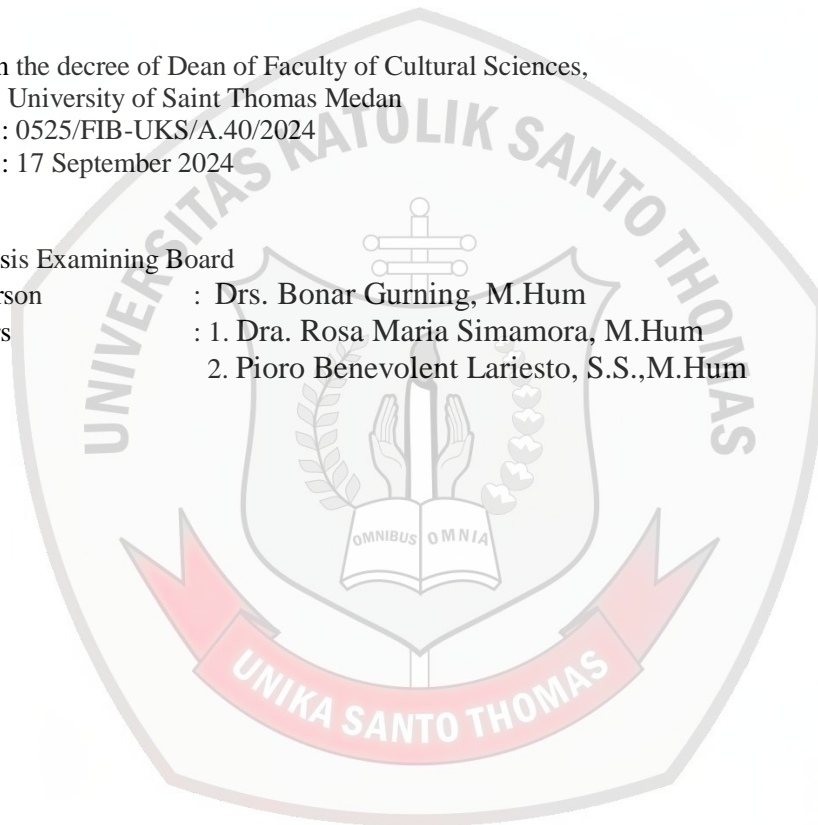 n the decree of Dean of Faculty of Cultural Sciences,
University of Saint Thomas Medan
: 0525/FIB-UKS/A.40/2024
: 17 September 2024
sis Examining Board
rson : Drs. Bonar Gurning, M.Hum
rs : 1. Dra. Rosa Maria Simamora, M.Hum
2. Pioro Benevolent Lariesto, S.S.,M.Hum
UNIVERSITAS KATOLIK SANTO THOMAS
OMNIBUS OMNIA
UNIKA SANTO THOMAS